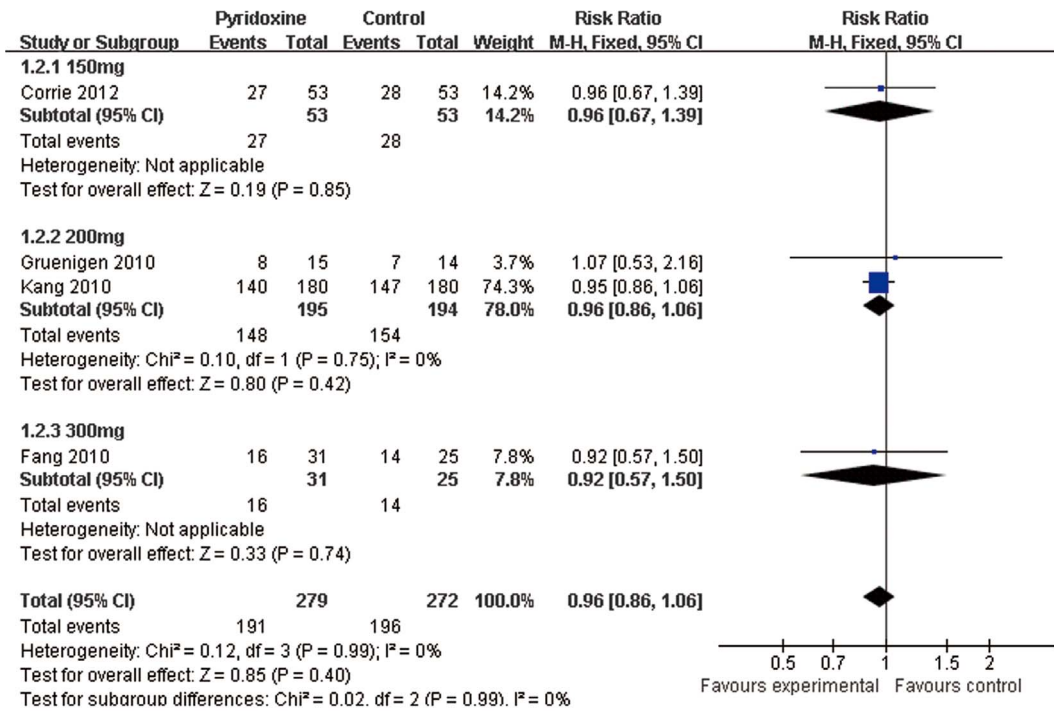 Pyridoxine Control Risk Ratio Risk Ratio
Study or Subgroup Events Total Events Total Weight M-H, Fixed, 95% CI M-H, Fixed, 95% CI
1.2.1 150mg
Corrie 2012 27 53 28 53 14.2% 0.96 [0.67, 1.39]
Subtotal (95% CI) 53 53 14.2% 0.96 [0.67, 1.39]
Total events 27 28
Heterogeneity: Not applicable
Test for overall effect: Z = 0.19 (P = 0.85)
1.2.2 200mg
Gruenigen 2010 8 15 7 14 3.7% 1.07 [0.53, 2.16]
Kang 2010 140 180 147 180 74.3% 0.95 [0.86, 1.06]
Subtotal (95% CI) 195 194 78.0% 0.96 [0.86, 1.06]
Total events 148 154
Heterogeneity: Chi² = 0.10, df = 1 (P = 0.75); I² = 0%
Test for overall effect: Z = 0.80 (P = 0.42)
1.2.3 300mg
Fang 2010 16 31 14 25 7.8% 0.92 [0.57, 1.50]
Subtotal (95% CI) 31 25 7.8% 0.92 [0.57, 1.50]
Total events 16 14
Heterogeneity: Not applicable
Test for overall effect: Z = 0.33 (P = 0.74)
Total (95% CI) 279 272 100.0% 0.96 [0.86, 1.06]
Total events 191 196
Heterogeneity: Chi² = 0.12, df = 3 (P = 0.99); I² = 0%
Test for overall effect: Z = 0.85 (P = 0.40)
Test for subgroup differences: Chi² = 0.02, df = 2 (P = 0.99), I² = 0%
0.5 0.7 1 1.5 2
Favours experimental Favours control